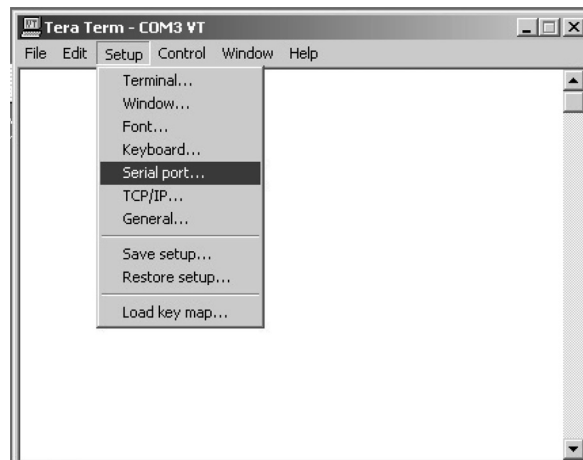 Tera Term - COM3 VT
File Edit Setup Control Window Help
Terminal...
Window...
Font...
Keyboard...
Serial port...
TCP/IP...
General...
Save setup...
Restore setup...
Load key map...